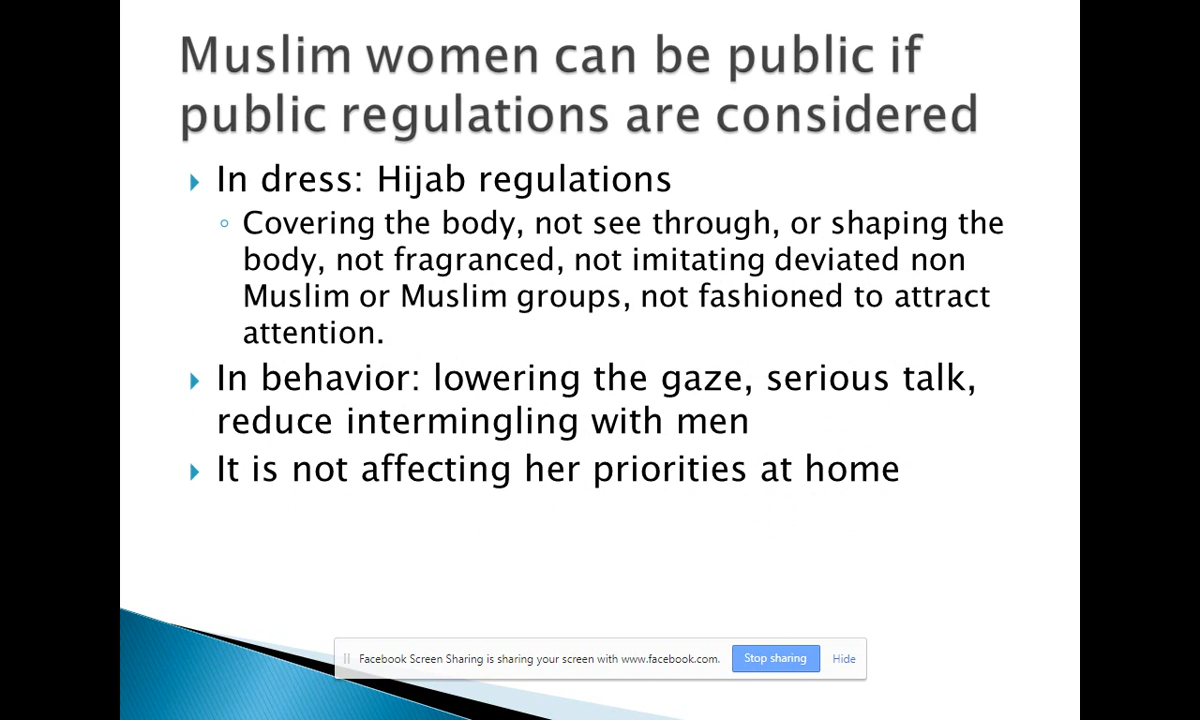 Muslim women can be public if
public regulations are considered
In dress: Hijab regulations
Covering the body, not see through, or shaping the
body, not fragranced, not imitating deviated non
Muslim or Muslim groups, not fashioned to attract
attention.
In behavior: lowering the gaze, serious talk,
reduce intermingling with men
It is not affecting her priorities at home
Facebook Screen Sharing is sharing your screen with www.facebook.com. Stop sharing Hide